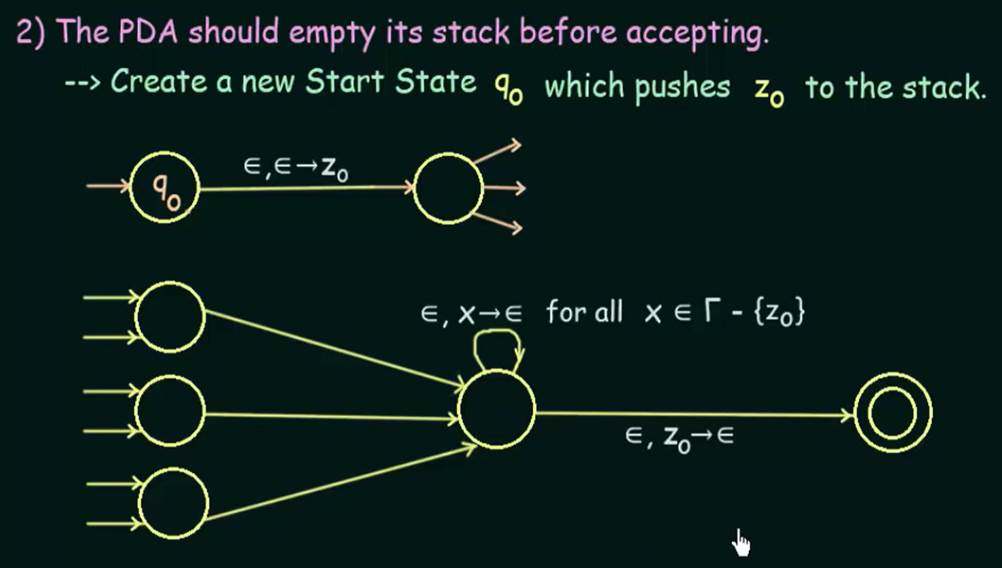 2) The PDA should empty its stack before accepting.
--> Create a new Start State q₀ which pushes z₀ to the stack.
∈,∈→z₀
q₀
∈, x→∈ for all x ∈ Γ - {z₀}
∈, z₀→∈